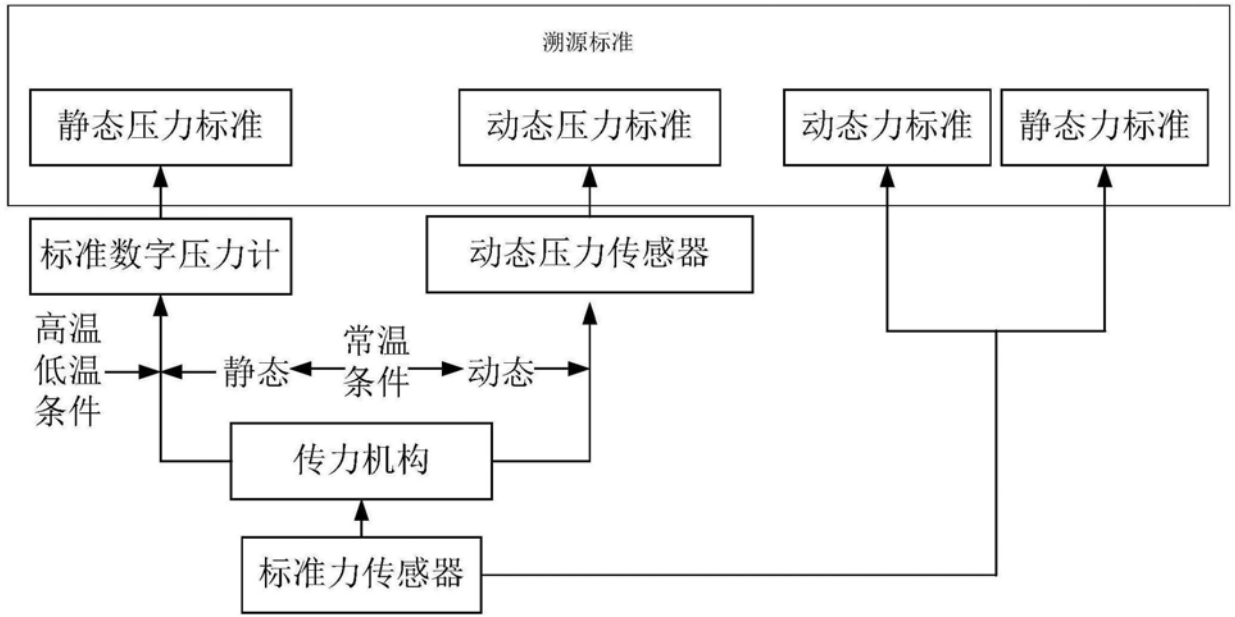 溯源标准
静态压力标准
动态压力标准
动态力标准
静态力标准
标准数字压力计
动态压力传感器
高温
低温
条件
静态
常温
条件
动态
传力机构
标准力传感器